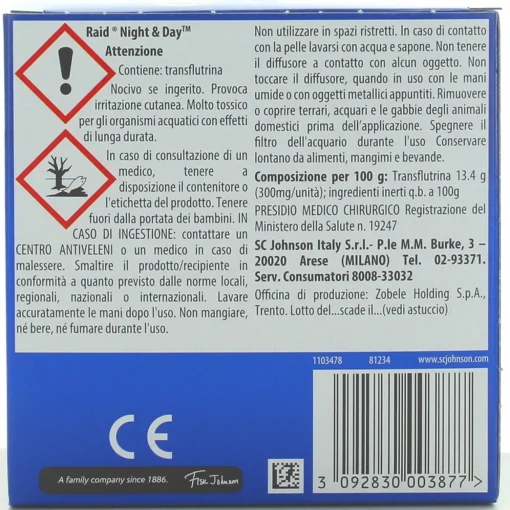 Raid® Night & Day™
Attenzione
Contiene: transflutrina
Nocivo se ingerito. Provoca
irritazione cutanea. Molto tossico
per gli organismi acquatici con effetti
di lunga durata.
In caso di consultazione di un
medico, tenere a
disposizione il contenitore o
l'etichetta del prodotto. Tenere
fuori dalla portata dei bambini. IN
CASO DI INGESTIONE: contattare un
CENTRO ANTIVELENI o un medico in caso di
malessere. Smaltire il prodotto/recipiente in
conformità a quanto previsto dalle norme locali,
regionali, nazionali o internazionali. Lavare
accuratamente le mani dopo l'uso. Non mangiare,
né bere, né fumare durante l'uso.
Non utilizzare in spazi ristretti. In caso di contatto
con la pelle lavarsi con acqua e sapone. Non tenere
il diffusore a contatto con alcun oggetto. Non
toccare il diffusore, quando in uso con le mani
umide o con oggetti metallici appuntiti. Rimuovere
o coprire terrari, acquari e le gabbie degli animali
domestici prima dell'applicazione. Spegnere il
filtro dell'acquario durante l'uso Conservare
lontano da alimenti, mangimi e bevande.
Composizione per 100 g: Transflutrina 13.4 g
(300mg/unità); ingredienti inerti q.b. a 100g
PRESIDIO MEDICO CHIRURGICO Registrazione del
Ministero della Salute n. 19247
SC Johnson Italy S.r.l.- P.le M.M. Burke, 3 –
20020 Arese (MILANO) Tel. 02-93371.
Serv. Consumatori 8008-33032
Officina di produzione: Zobele Holding S.p.A.,
Trento. Lotto del...scade il...(vedi astuccio)
1103478 81234 www.scjohnson.com
CE
A family company since 1886. Fisk Johnson
3 092830 003877